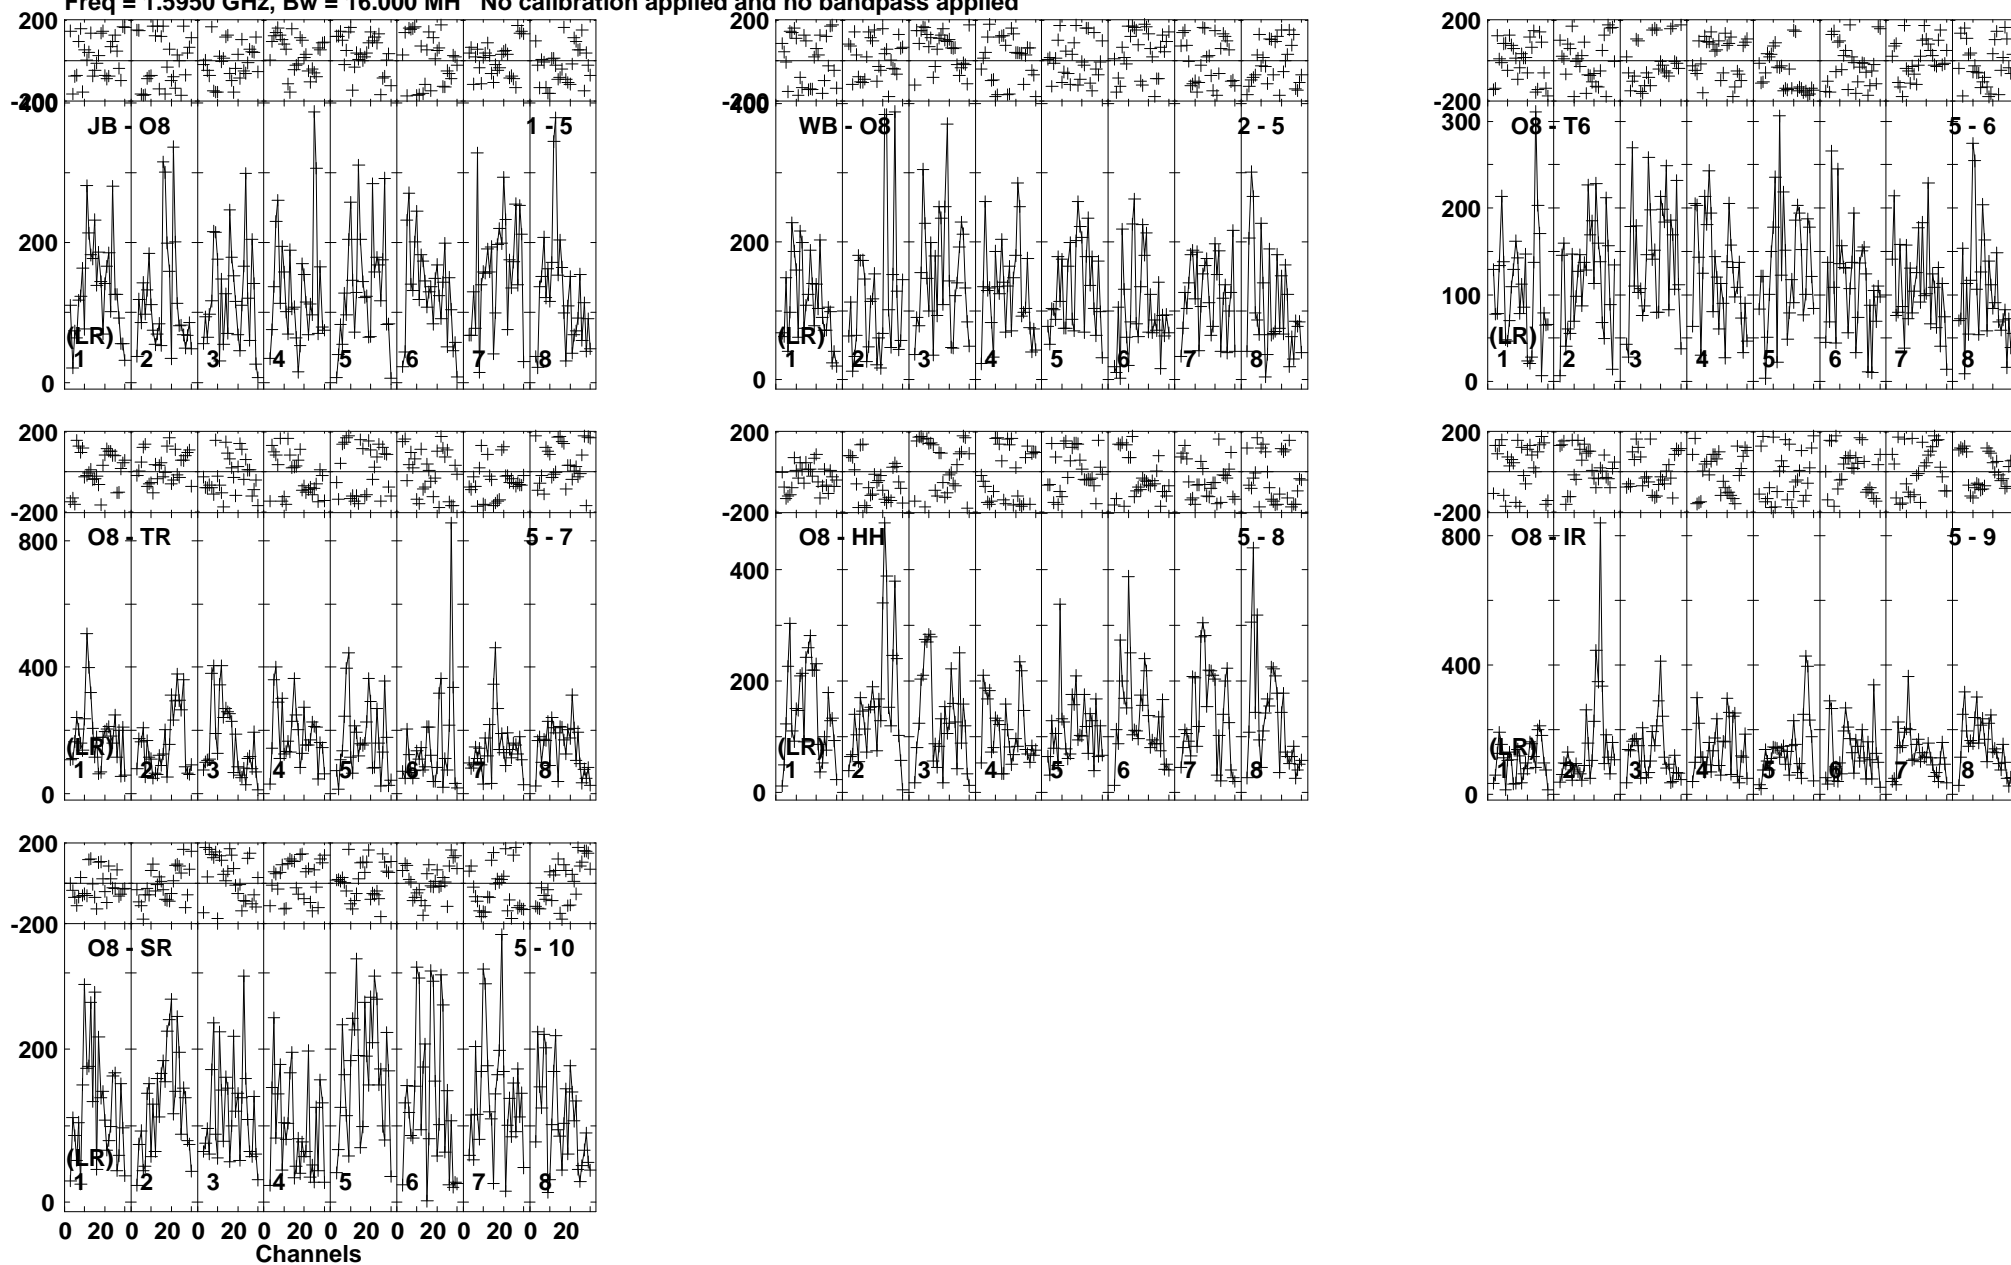 Freq = 1.5950 GHz, Bw = 16.000 MH No calibration applied and no bandpass applied
200 200 200
-200 -200 -200
400 400 300
JB - O8 1 - 5 WB - O8 2 - 5 O8 - T6 5 - 6
200 200 200
100
(LR) (LR) (LR)
1 2 3 4 5 6 7 8 1 2 3 4 5 6 7 8 1 2 3 4 5 6 7 8
0 0 0
200 200 200
-200 -200 -200
O8 - TR 5 - 7 O8 - HH 5 - 8 O8 - IR 5 - 9
800 400 800
400 200 400
(LR) (LR) (LR)
1 2 3 4 5 6 7 8 1 2 3 4 5 6 7 8 1 2 3 4 5 6 7 8
0 0 0
200
-200
O8 - SR 5 - 10
200
(LR)
1 2 3 4 5 6 7 8
0
0 20 0 20 0 20 0 20 0 20 0 20 0 20 0 20
Channels